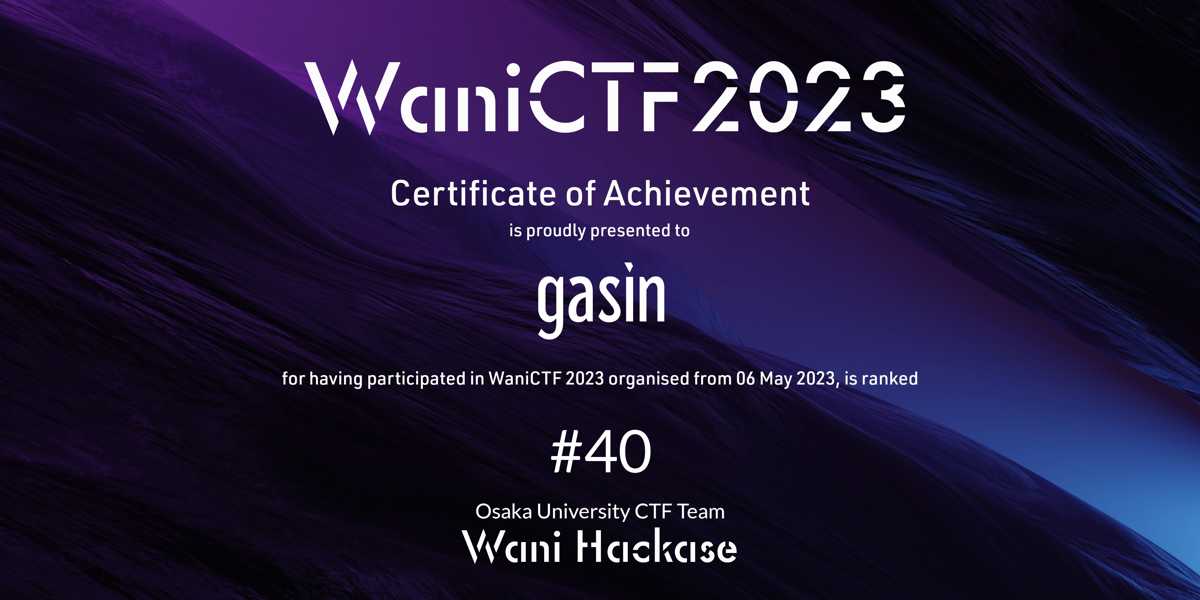 WaniCTF2023
Certificate of Achievement
is proudly presented to
gasin
for having participated in WaniCTF 2023 organised from 06 May 2023, is ranked
#40
Osaka University CTF Team
Wani Hackase